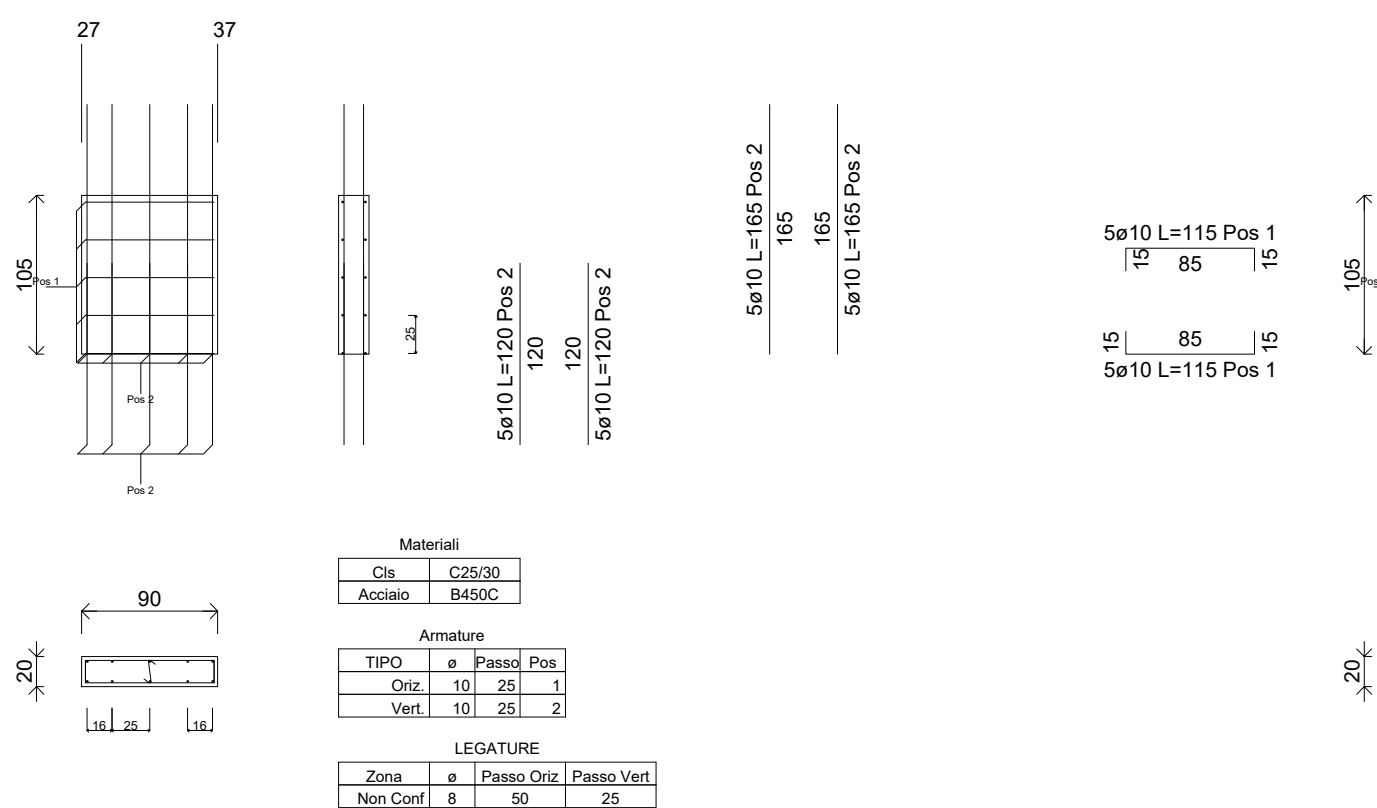 27 37
105
Pos 1
25
Pos 2
Pos 2
5ø10 L=120 Pos 2
120
120
5ø10 L=120 Pos 2
5ø10 L=165 Pos 2
165
165
5ø10 L=165 Pos 2
5ø10 L=115 Pos 1
15 85 15
15 85 15
5ø10 L=115 Pos 1
105
Pos
90
20
16 25 16
Materiali
Cls C25/30
Acciaio B450C
Armature
TIPO ø Passo Pos
Oriz. 10 25 1
Vert. 10 25 2
LEGATURE
Zona ø Passo Oriz Passo Vert
Non Conf 8 50 25
20